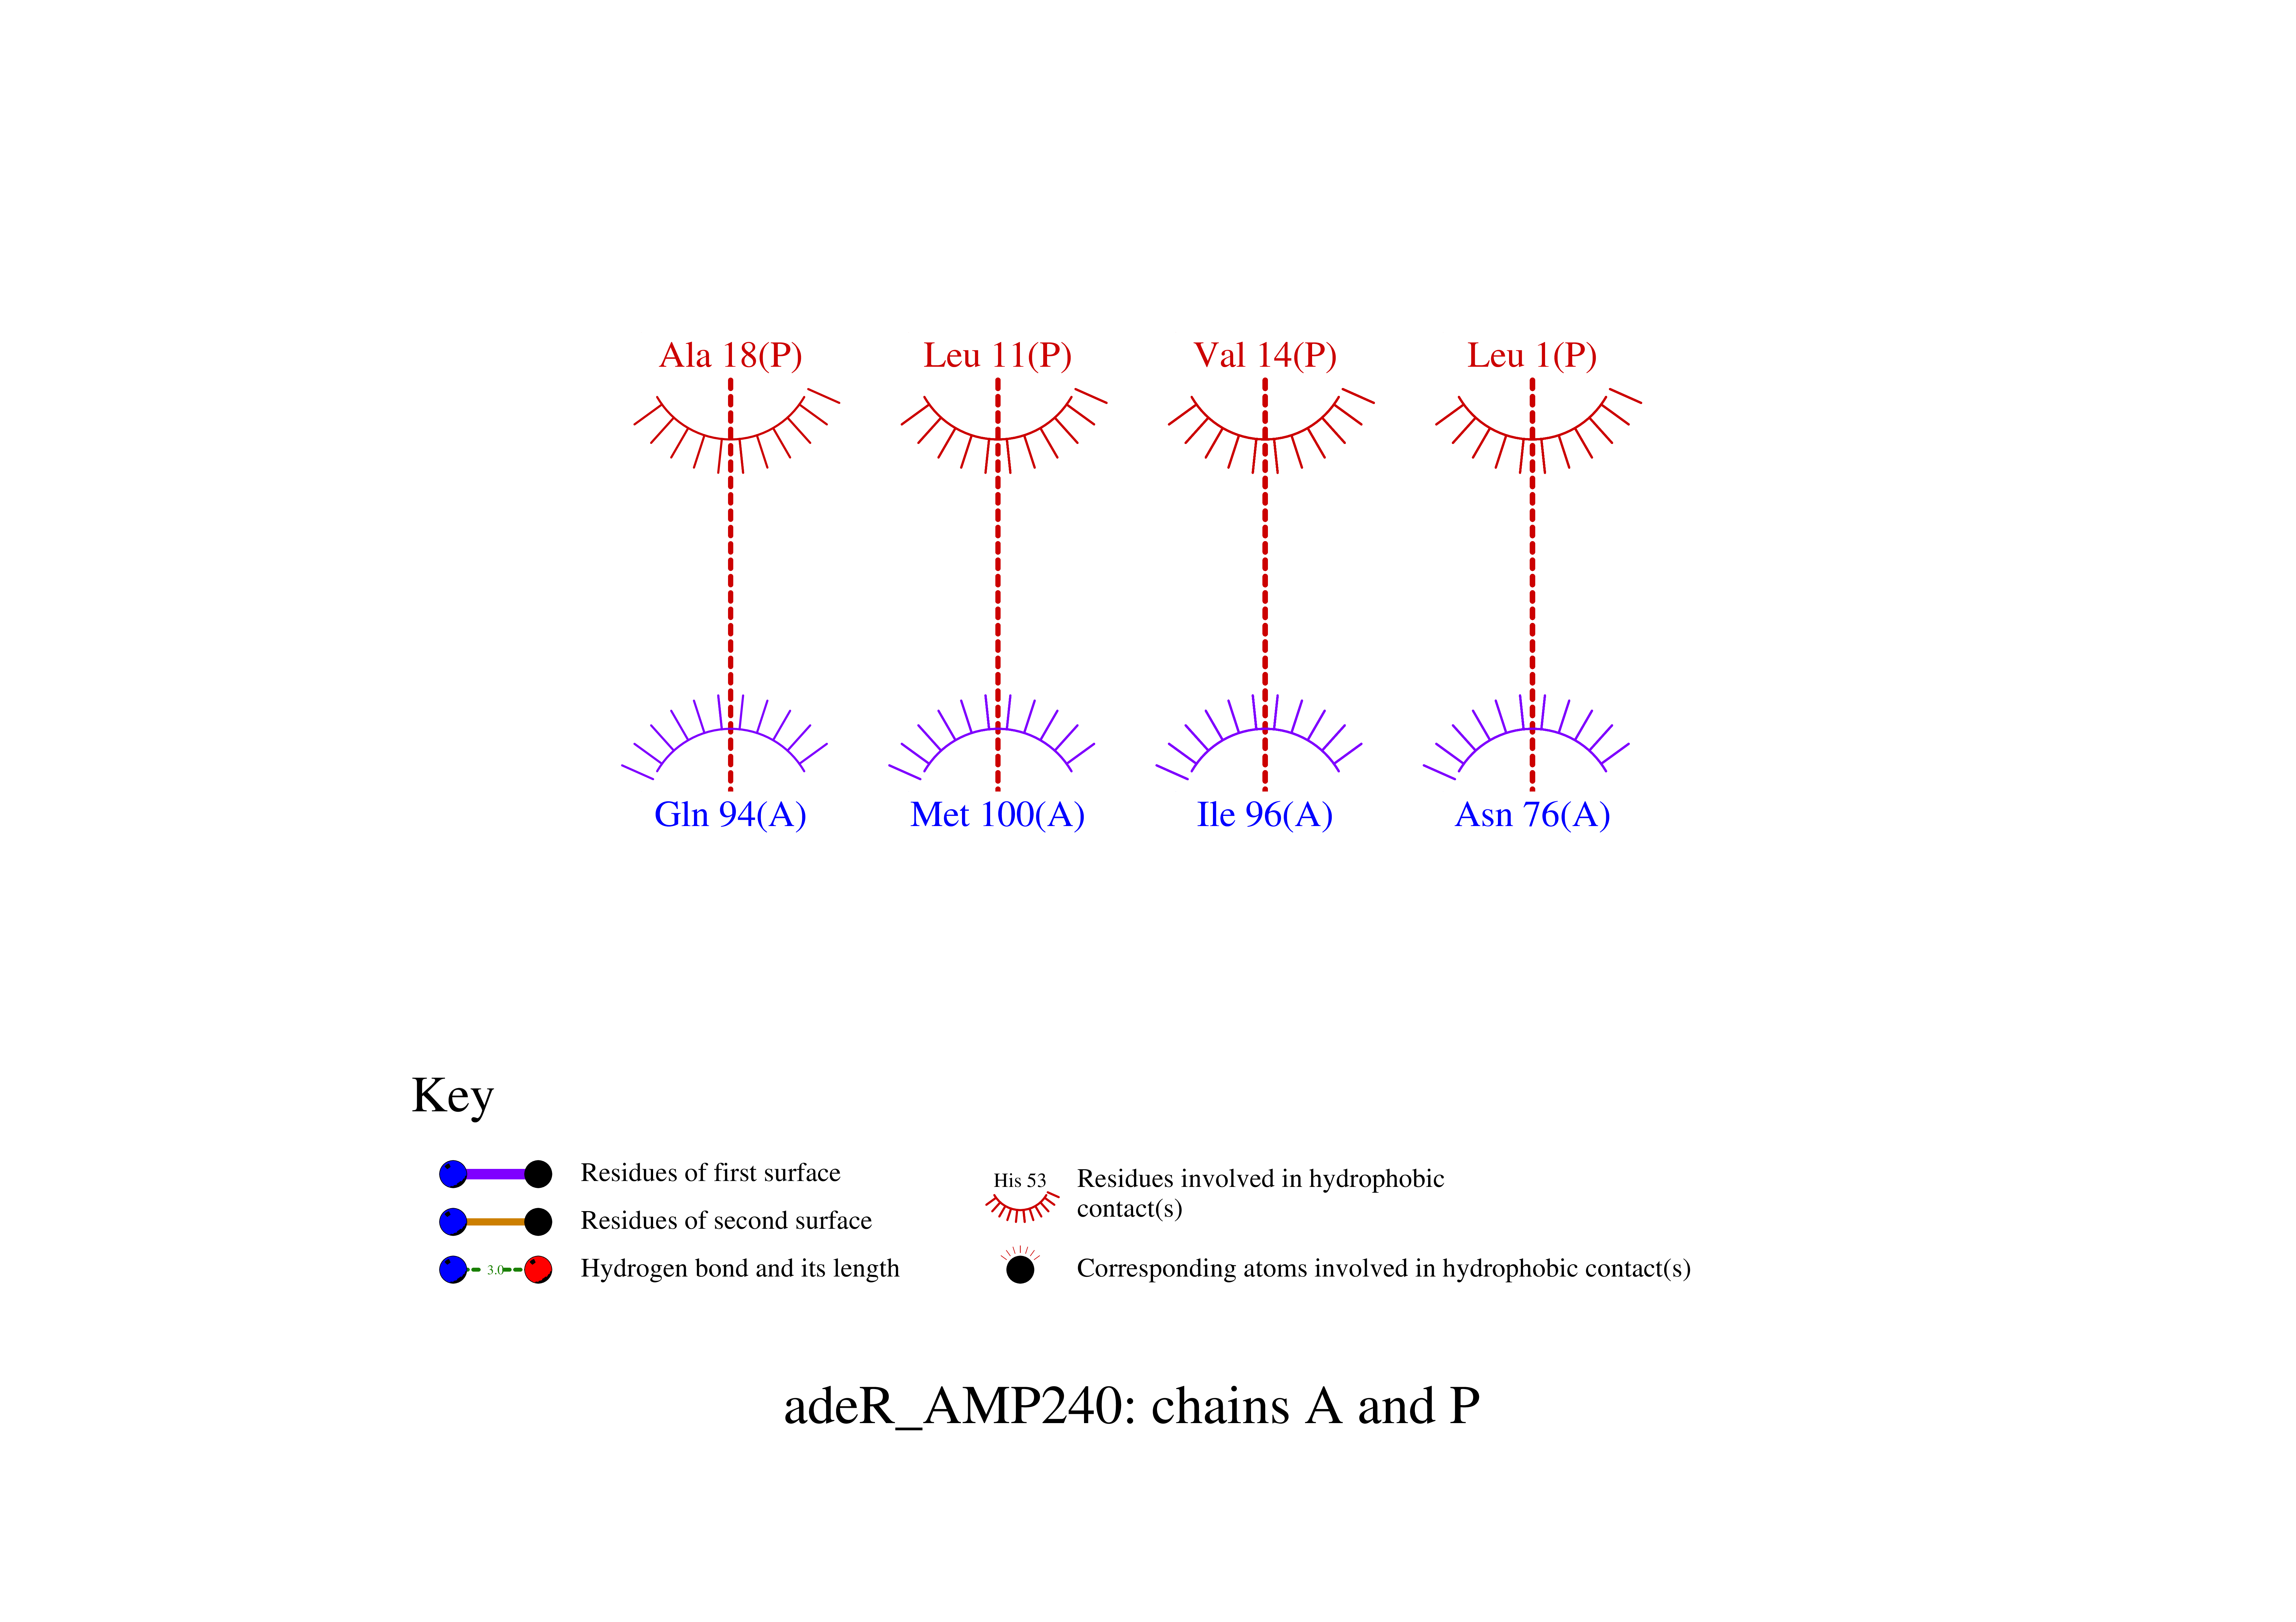 Ala 18(P) Leu 11(P) Val 14(P) Leu 1(P)
Gln 94(A) Met 100(A) Ile 96(A) Asn 76(A)
Key
Residues of first surface
Residues of second surface
3.0 Hydrogen bond and its length
His 53 Residues involved in hydrophobic
contact(s)
Corresponding atoms involved in hydrophobic contact(s)
adeR_AMP240: chains A and P